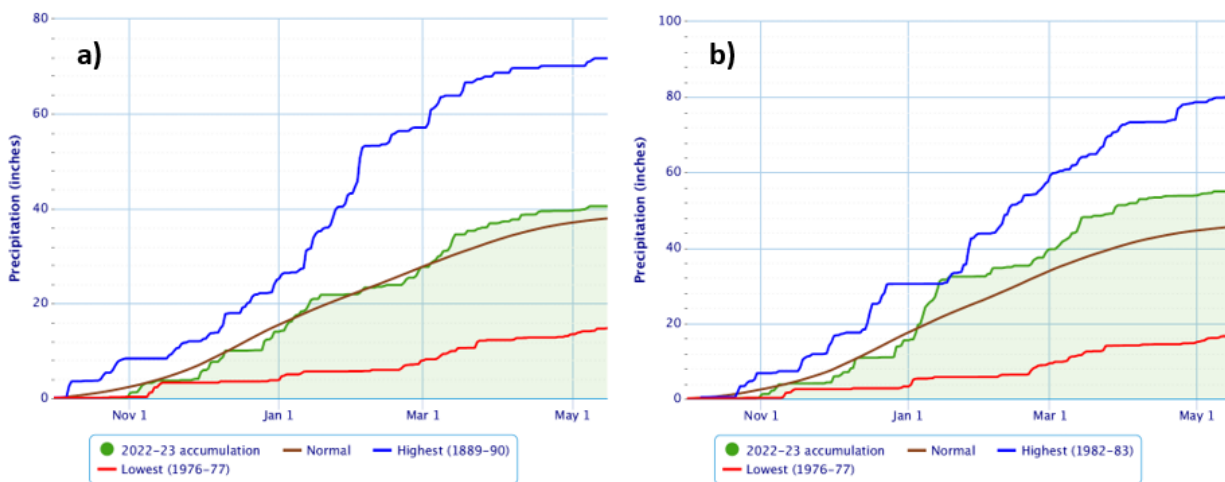 a)
Precipitation (inches)
80
60
40
20
0
Nov 1 Jan 1 Mar 1 May 1
2022-23 accumulation Normal Highest (1889-90)
Lowest (1976-77)
b)
Precipitation (inches)
100
80
60
40
20
0
Nov 1 Jan 1 Mar 1 May 1
2022-23 accumulation Normal Highest (1982-83)
Lowest (1976-77)